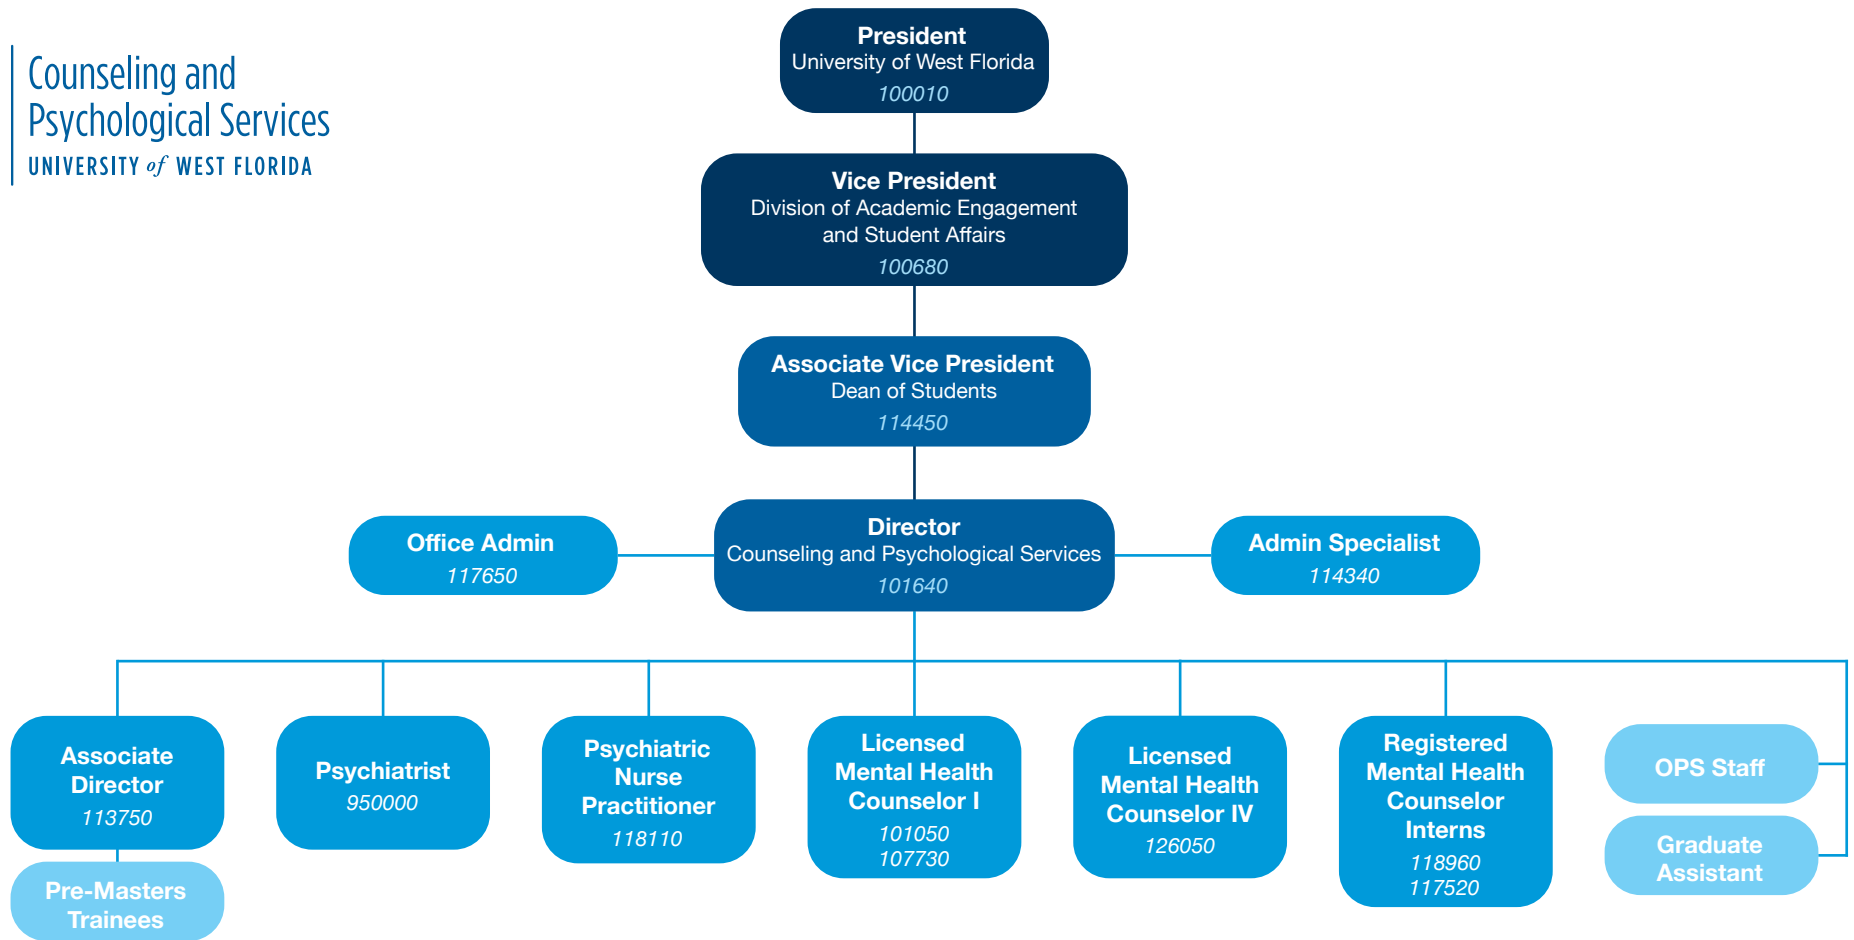 Counseling and
Psychological Services
UNIVERSITY of WEST FLORIDA
President
University of West Florida
100010
Vice President
Division of Academic Engagement
and Student Affairs
100680
Associate Vice President
Dean of Students
114450
Office Admin
117650
Director
Counseling and Psychological Services
101640
Admin Specialist
114340
Associate
Director
113750
Pre-Masters
Trainees
Psychiatrist
950000
Psychiatric
Nurse
Practitioner
118110
Licensed
Mental Health
Counselor I
101050
107730
Licensed
Mental Health
Counselor IV
126050
Registered
Mental Health
Counselor
Interns
118960
117520
OPS Staff
Graduate
Assistant